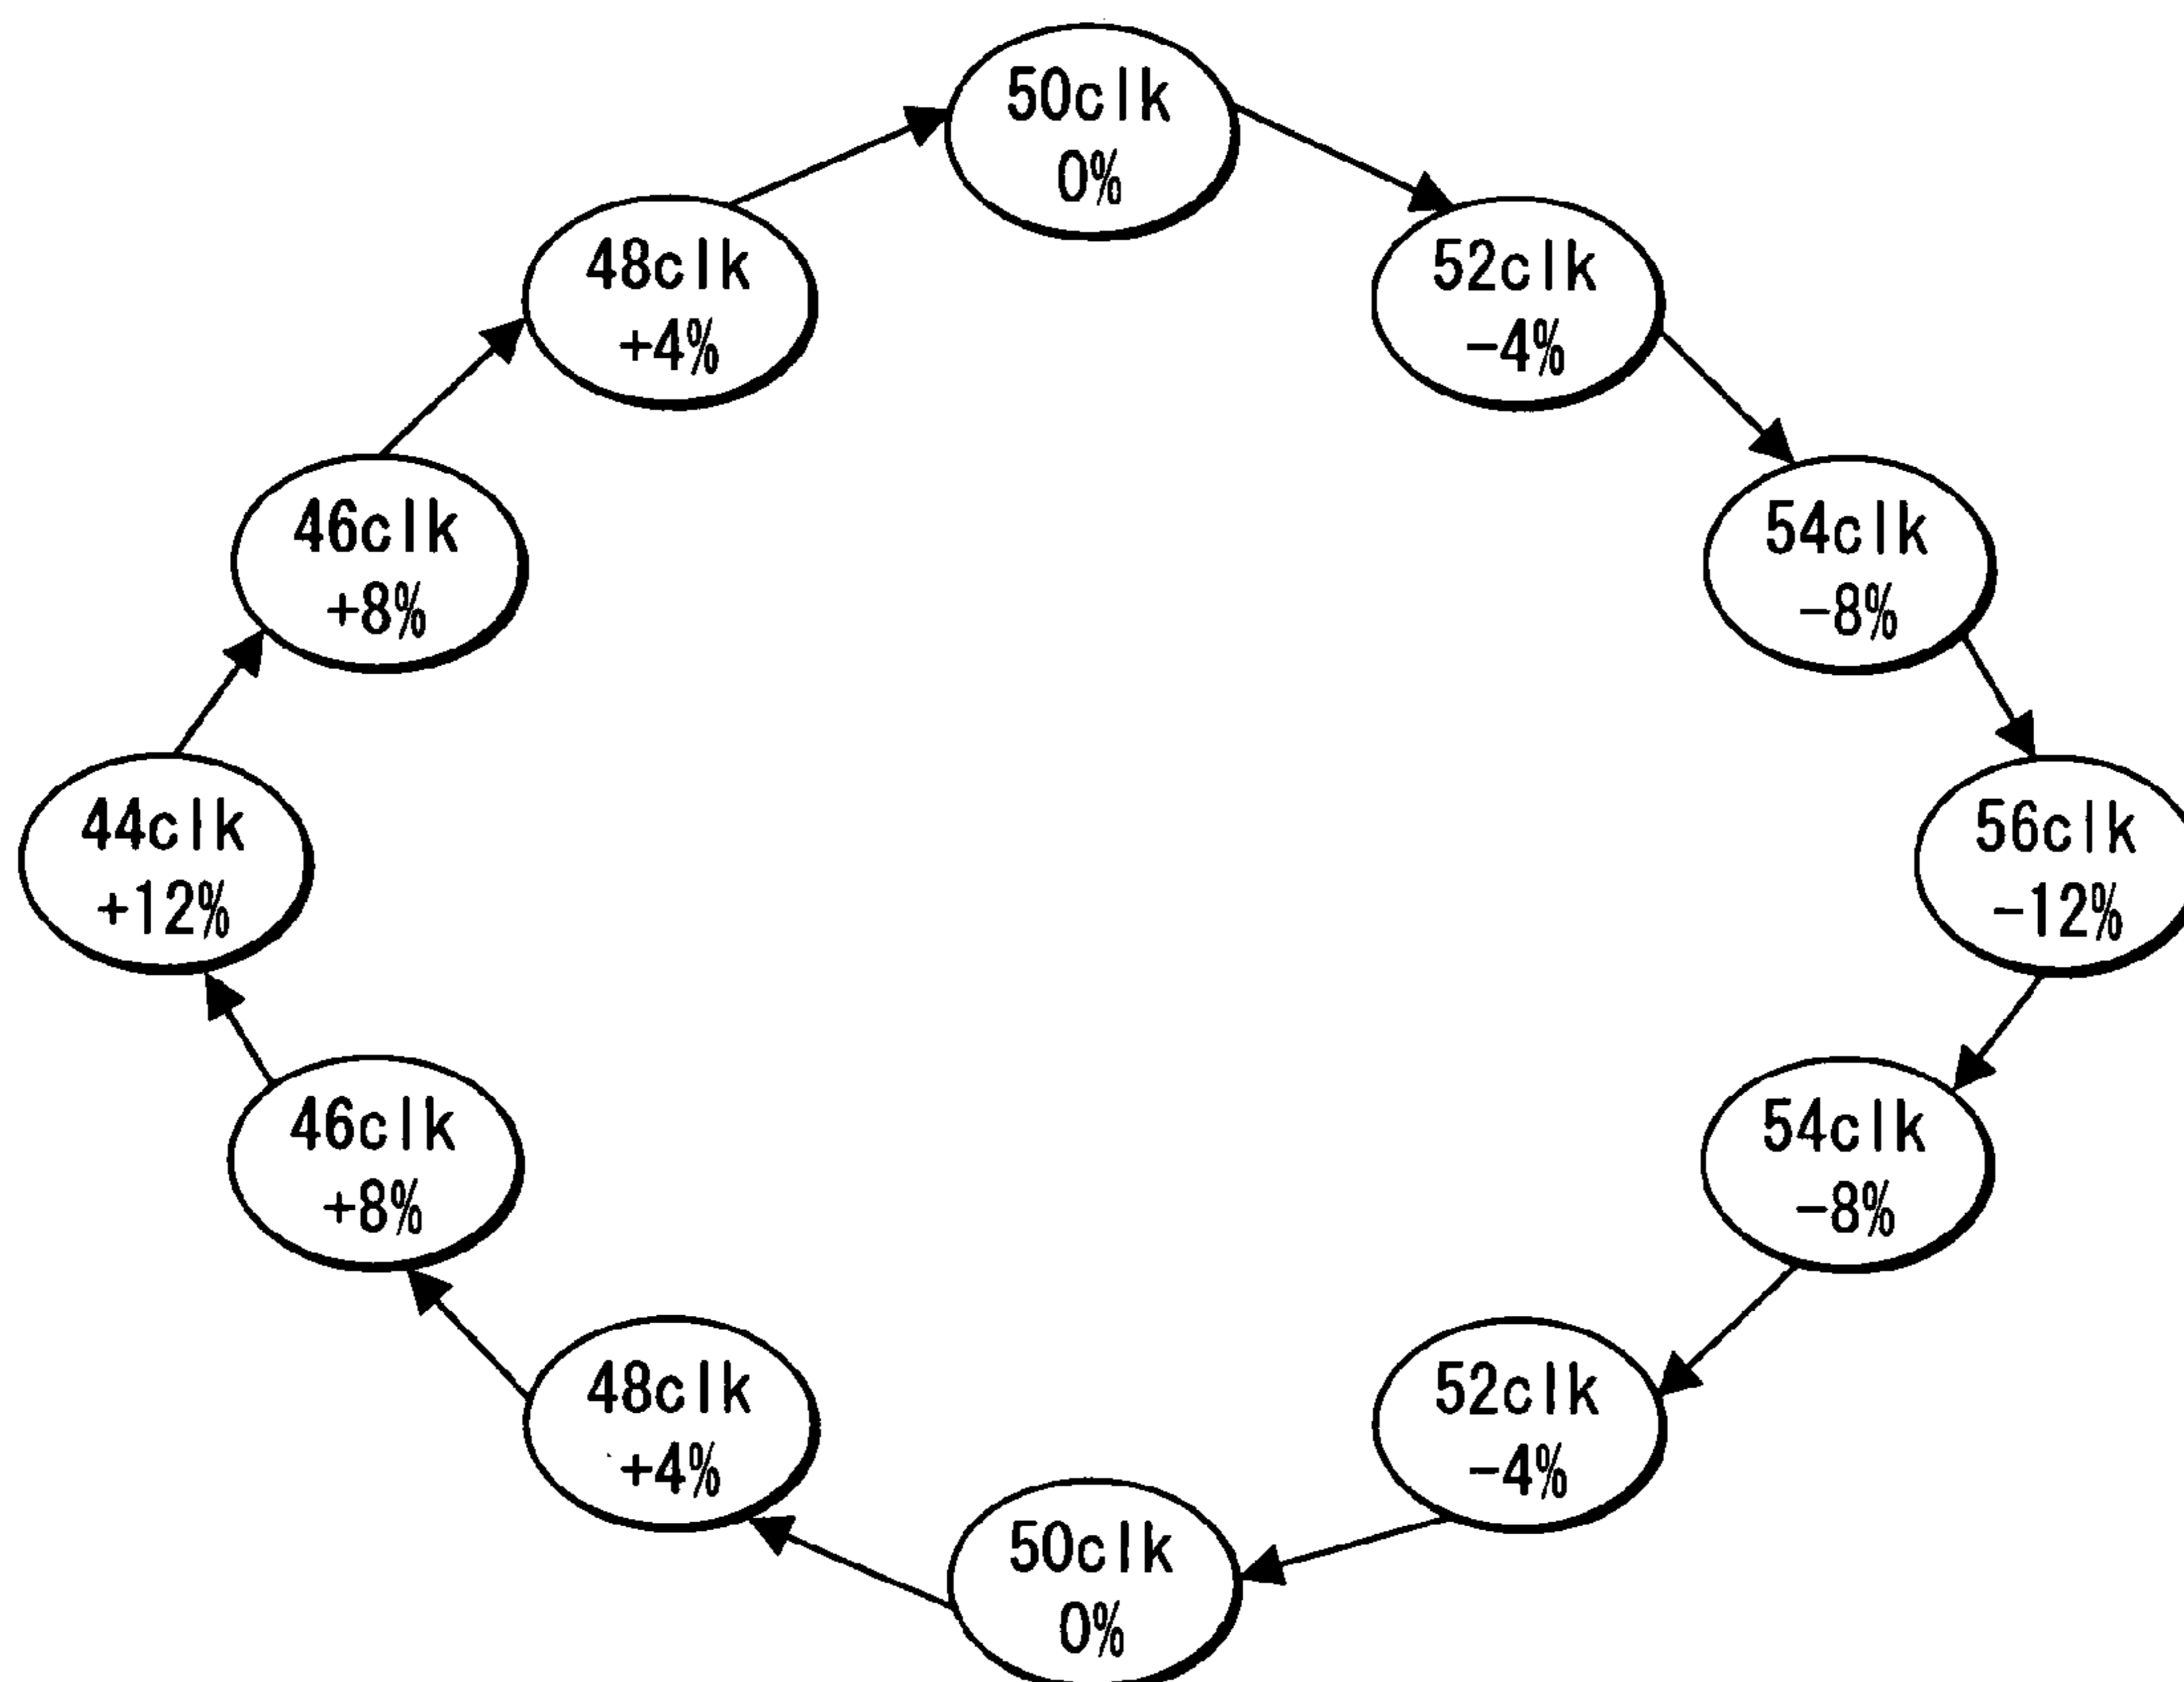 50clk
0%
48clk
+4%
52clk
-4%
46clk
+8%
54clk
-8%
44clk
+12%
56clk
-12%
46clk
+8%
54clk
-8%
48clk
+4%
52clk
-4%
50clk
0%